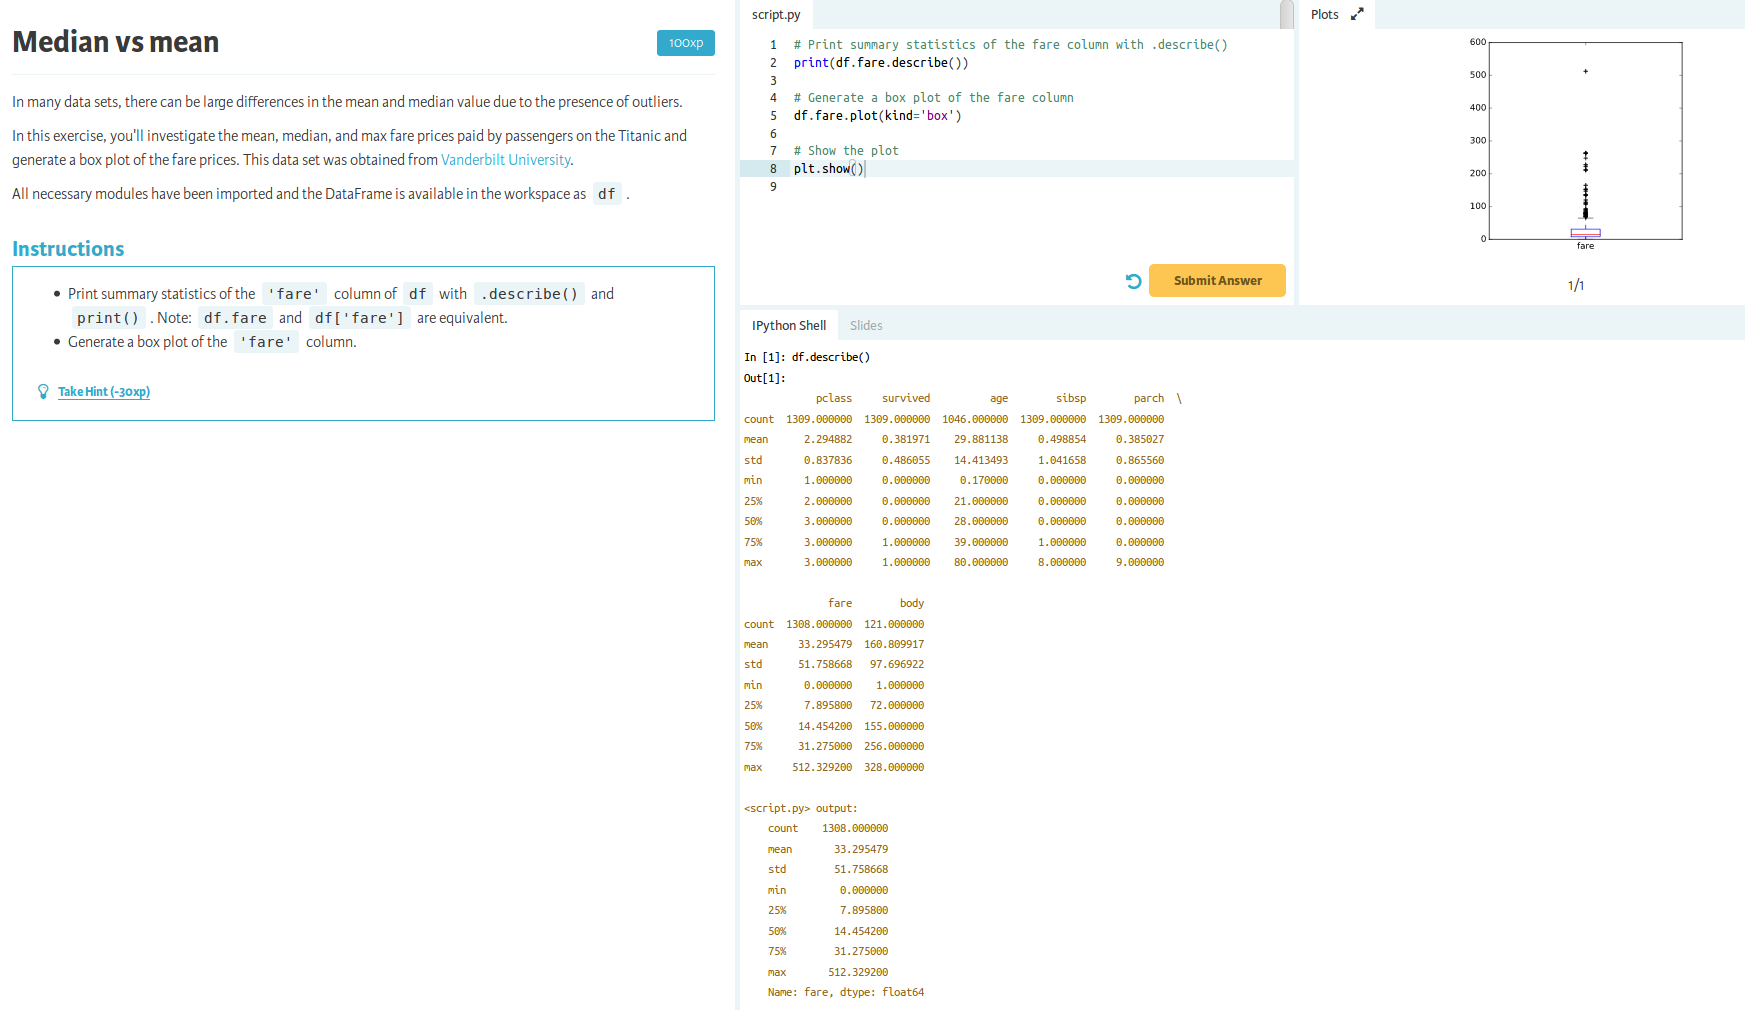 Median vs mean
100xp
In many data sets, there can be large differences in the mean and median value due to the presence of outliers.
In this exercise, you'll investigate the mean, median, and max fare prices paid by passengers on the Titanic and
generate a box plot of the fare prices. This data set was obtained from Vanderbilt University.
All necessary modules have been imported and the DataFrame is available in the workspace as df .
Instructions
Print summary statistics of the 'fare' column of df with .describe() and
print() . Note: df.fare and df['fare'] are equivalent.
Generate a box plot of the 'fare' column.
Take Hint (-30xp)
script.py
1 # Print summary statistics of the fare column with .describe()
2 print(df.fare.describe())
3
4 # Generate a box plot of the fare column
5 df.fare.plot(kind='box')
6
7 # Show the plot
8 plt.show()
9
Submit Answer
Plots
600
500
400
300
200
100
0
fare
1/1
IPython Shell Slides
In [1]: df.describe()
Out[1]:
pclass survived age sibsp parch \
count 1309.000000 1309.000000 1046.000000 1309.000000 1309.000000
mean 2.294882 0.381971 29.881138 0.498854 0.385027
std 0.837836 0.486055 14.413493 1.041658 0.865560
min 1.000000 0.000000 0.170000 0.000000 0.000000
25% 2.000000 0.000000 21.000000 0.000000 0.000000
50% 3.000000 0.000000 28.000000 0.000000 0.000000
75% 3.000000 1.000000 39.000000 1.000000 0.000000
max 3.000000 1.000000 80.000000 8.000000 9.000000
fare body
count 1308.000000 121.000000
mean 33.295479 160.809917
std 51.758668 97.696922
min 0.000000 1.000000
25% 7.895800 72.000000
50% 14.454200 155.000000
75% 31.275000 256.000000
max 512.329200 328.000000
<script.py> output:
count 1308.000000
mean 33.295479
std 51.758668
min 0.000000
25% 7.895800
50% 14.454200
75% 31.275000
max 512.329200
Name: fare, dtype: float64